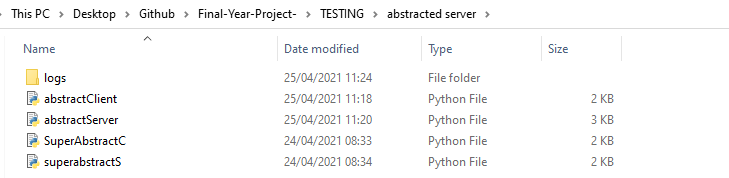 This PC > Desktop > Github > Final-Year-Project- > TESTING > abstracted server >
Name Date modified Type Size
logs 25/04/2021 11:24 File folder
abstractClient 25/04/2021 11:18 Python File 2 KB
abstractServer 25/04/2021 11:20 Python File 3 KB
SuperAbstractC 24/04/2021 08:33 Python File 2 KB
superabstractS 24/04/2021 08:34 Python File 2 KB